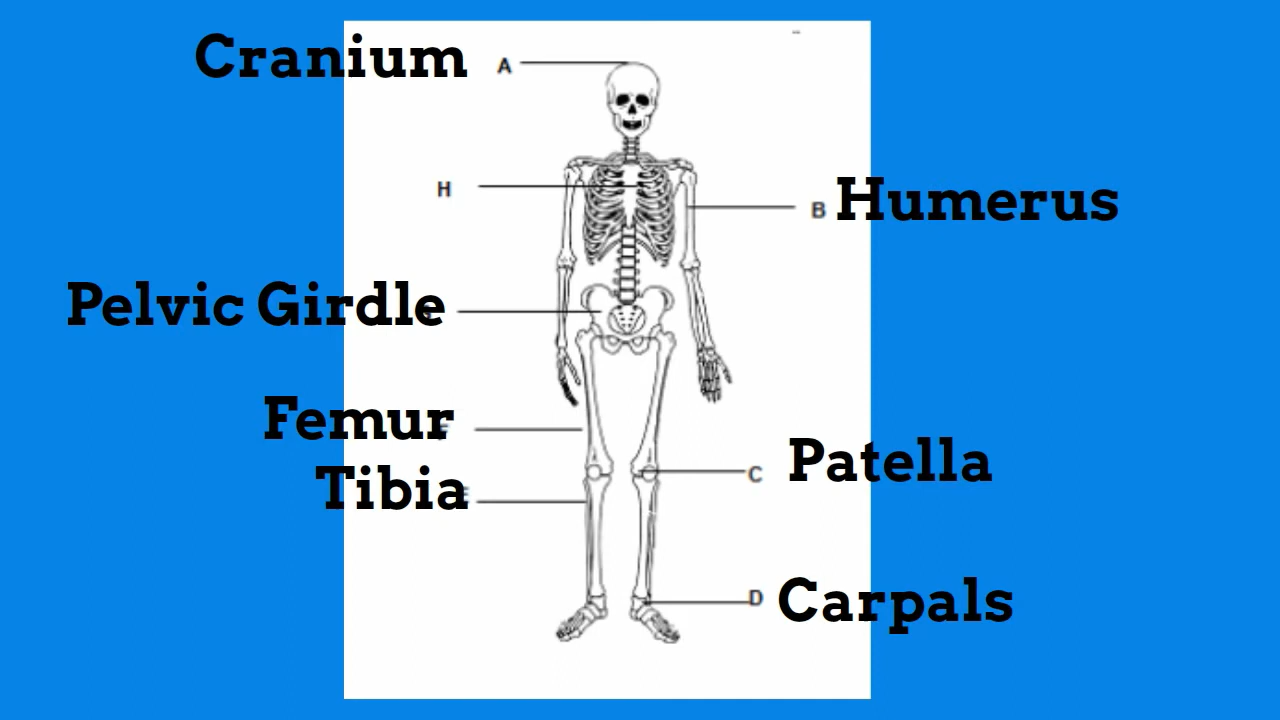 Cranium A
H
B Humerus
Pelvic Girdle
Femur
Patella
C
Tibia
D Carpals